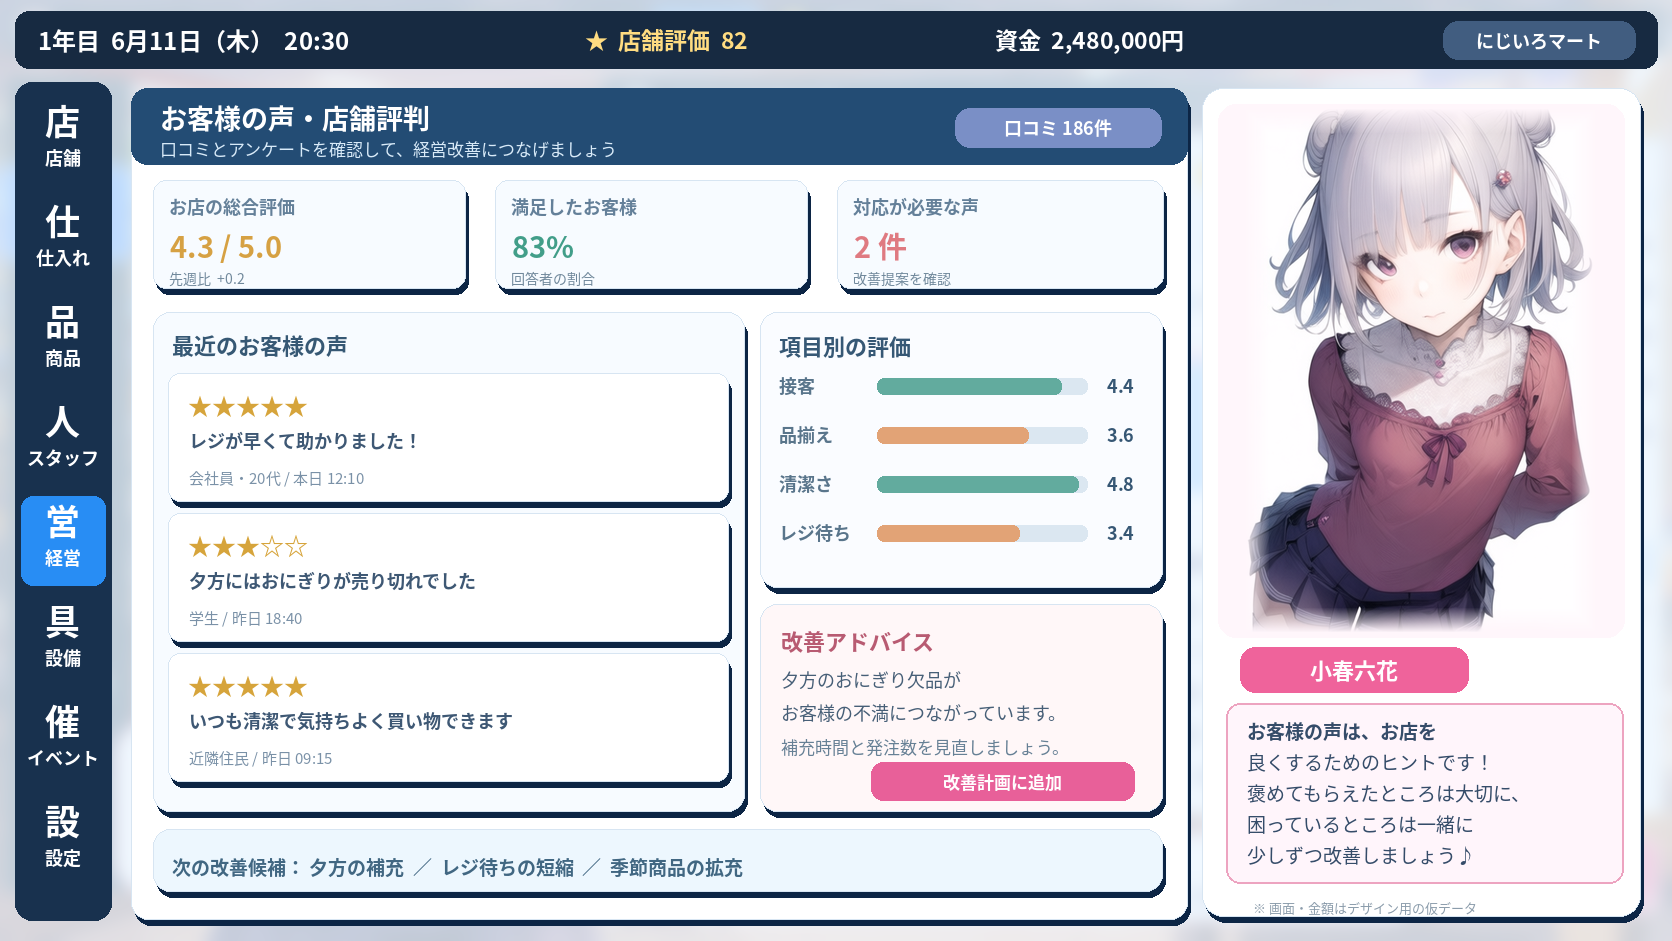 1年目 6月11日（木） 20:30
★ 店舗評価 82
資金 2,480,000円
にじいろマート
店
店舗
仕
仕入れ
品
商品
人
スタッフ
営
経営
具
設備
催
イベント
設
設定
お客様の声・店舗評判
口コミとアンケートを確認して、経営改善につなげましょう
口コミ 186件
お店の総合評価
4.3 / 5.0
先週比 +0.2
満足したお客様
83%
回答者の割合
対応が必要な声
2 件
改善提案を確認
最近のお客様の声
★★★★★
レジが早くて助かりました！
会社員・20代 / 本日 12:10
★★★☆☆
夕方にはおにぎりが売り切れでした
学生 / 昨日 18:40
★★★★★
いつも清潔で気持ちよく買い物できます
近隣住民 / 昨日 09:15
項目別の評価
接客 4.4
品揃え 3.6
清潔さ 4.8
レジ待ち 3.4
改善アドバイス
夕方のおにぎり欠品が
お客様の不満につながっています。
補充時間と発注数を見直しましょう。
改善計画に追加
次の改善候補： 夕方の補充 ／ レジ待ちの短縮 ／ 季節商品の拡充
小春六花
お客様の声は、お店を
良くするためのヒントです！
褒めてもらえたところは大切に、
困っているところは一緒に
少しずつ改善しましょう♪
※ 画面・金額はデザイン用の仮データ